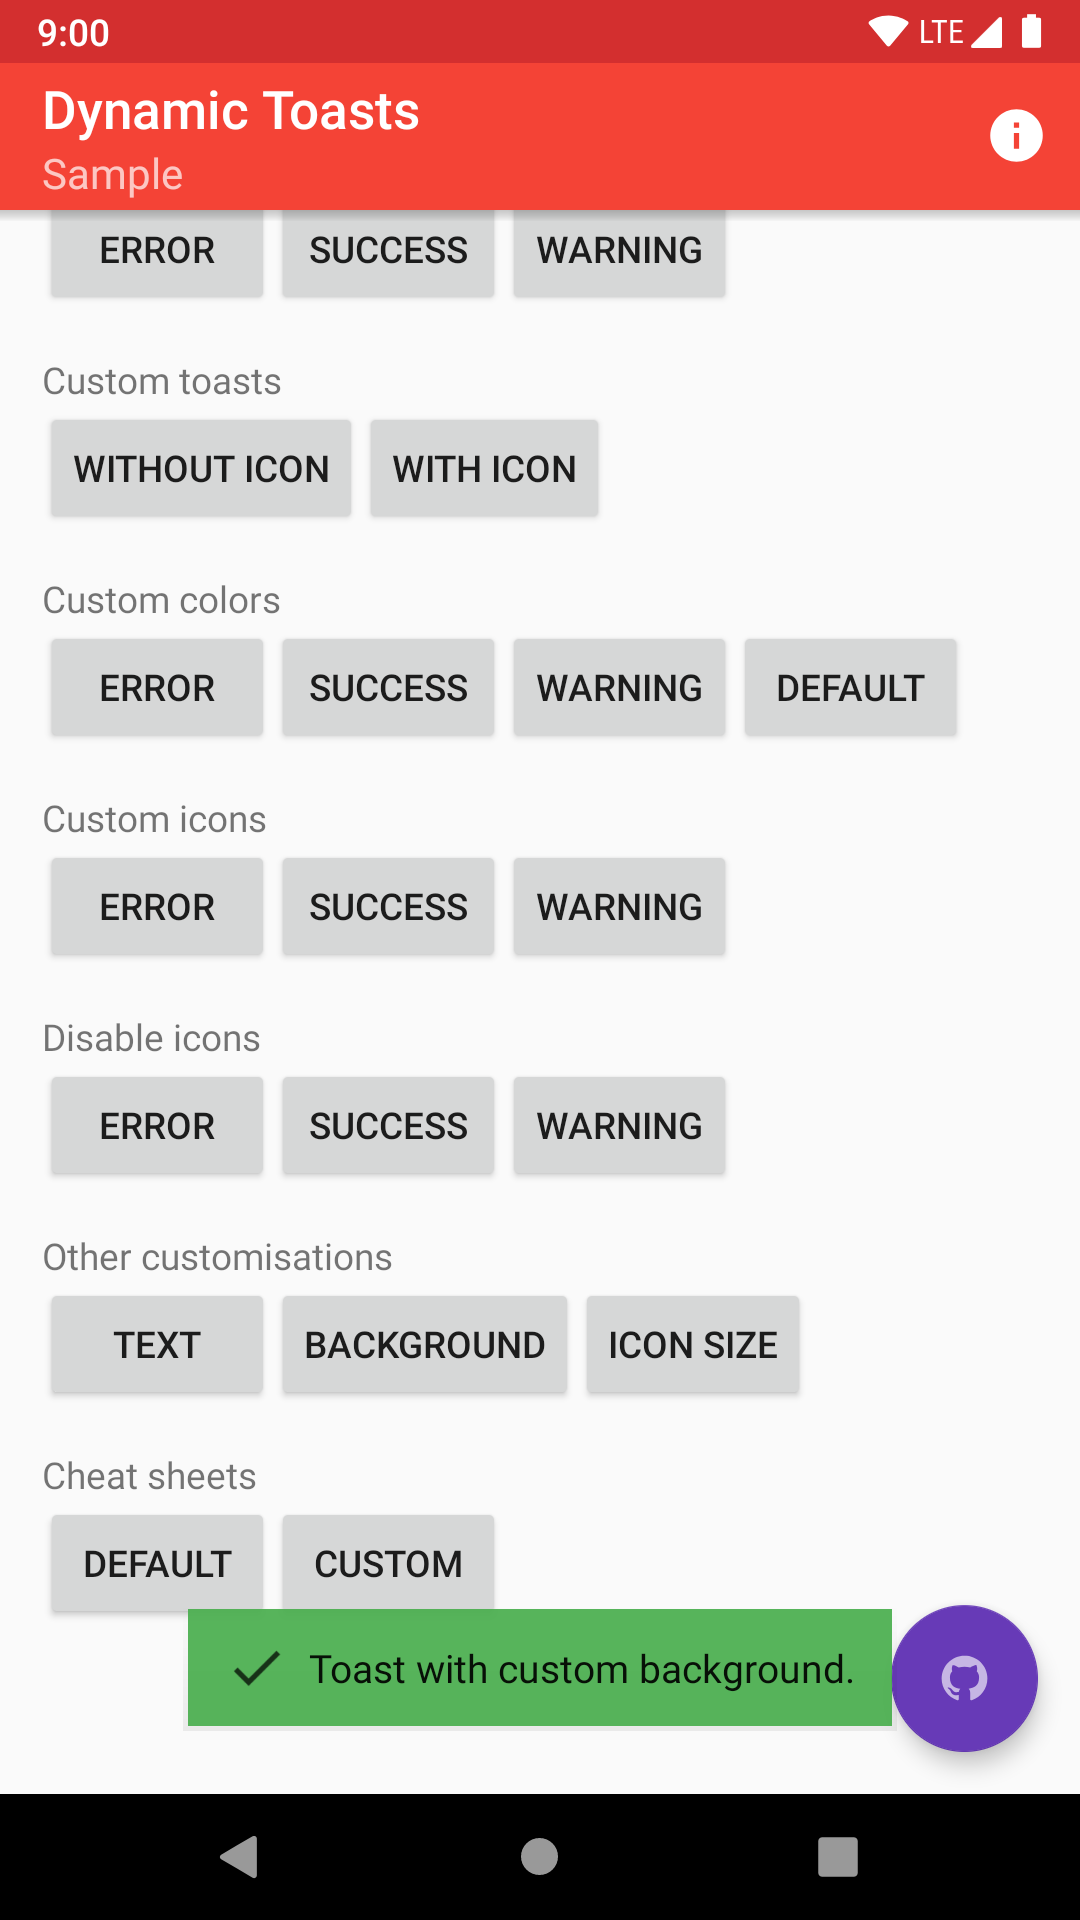 9:00 LTE
Dynamic Toasts
Sample
ERROR SUCCESS WARNING
Custom toasts
WITHOUT ICON WITH ICON
Custom colors
ERROR SUCCESS WARNING DEFAULT
Custom icons
ERROR SUCCESS WARNING
Disable icons
ERROR SUCCESS WARNING
Other customisations
TEXT BACKGROUND ICON SIZE
Cheat sheets
DEFAULT CUSTOM
Toast with custom background.